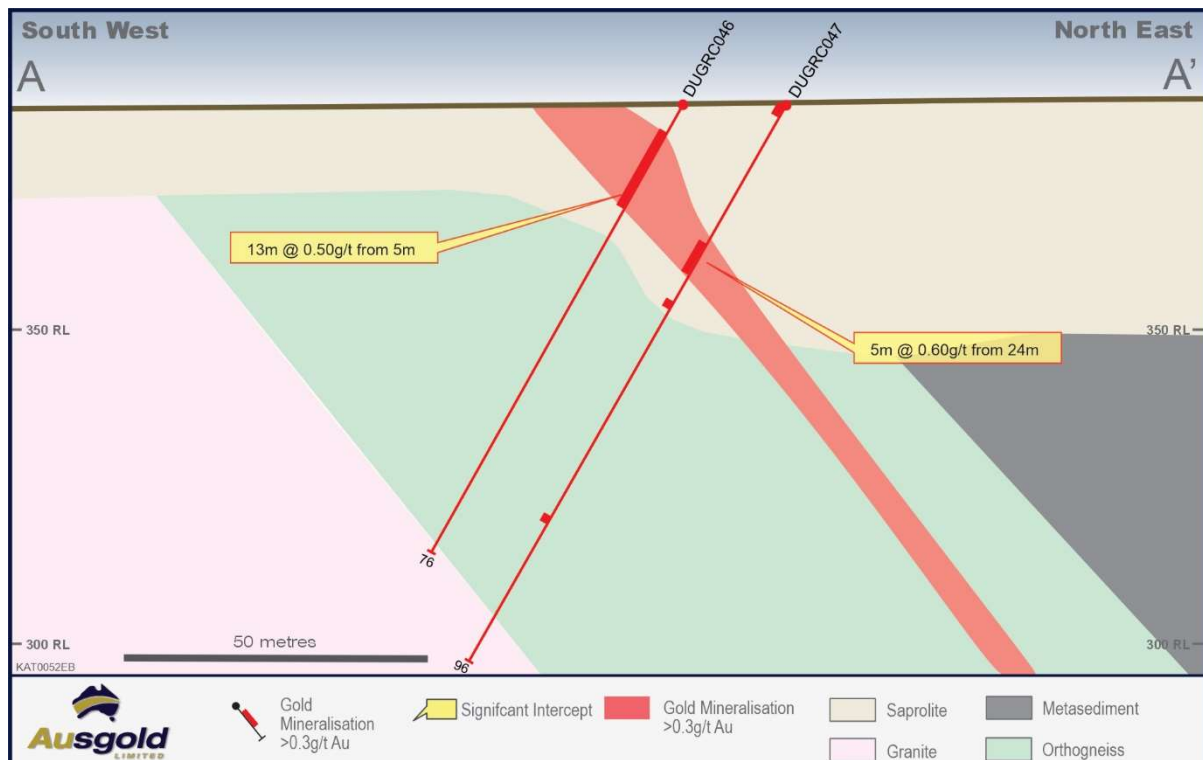 South West
North East
A
A'
DUGRC046
DUGRC047
13m @ 0.50g/t from 5m
5m @ 0.60g/t from 24m
350 RL
350 RL
76
96
300 RL
300 RL
50 metres
KAT0052EB
Ausgold
LIMITED
Gold
Mineralisation
>0.3g/t Au
Signifcant Intercept
Gold Mineralisation
>0.3g/t Au
Saprolite
Metasediment
Granite
Orthogneiss